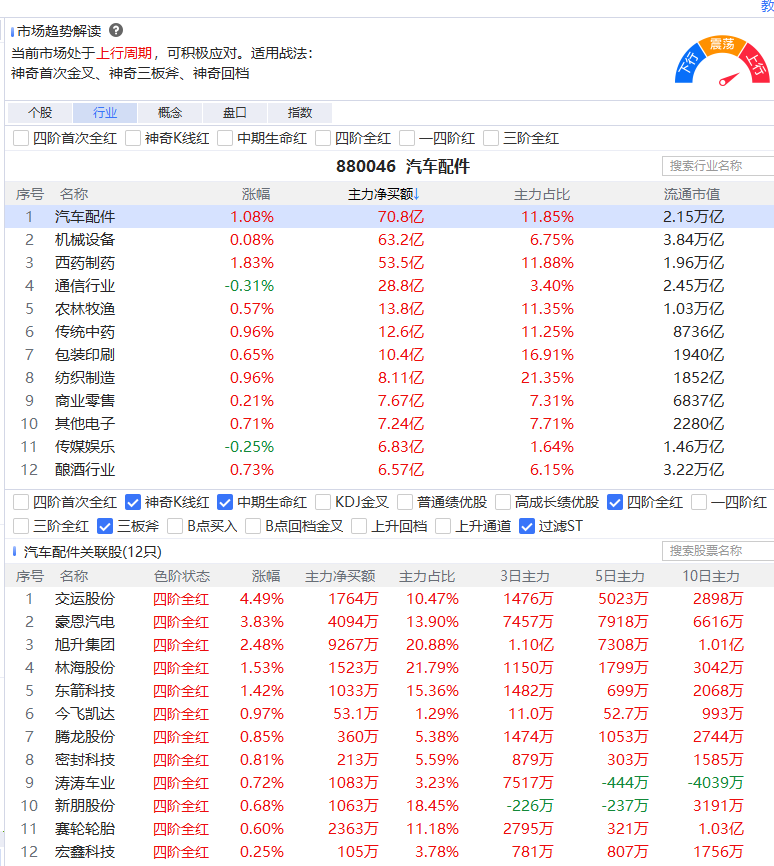 教
市场趋势解读 ?
当前市场处于上行周期，可积极应对。适用战法：
神奇首次金叉、神奇三板斧、神奇回档
下行 震荡 上行
个股 行业 概念 盘口 指数
四阶首次全红 神奇K线红 中期生命红 四阶全红 一四阶红 三阶全红
880046 汽车配件 搜索行业名称
序号 名称 涨幅 主力净买额↓ 主力占比 流通市值
1 汽车配件 1.08% 70.8亿 11.85% 2.15万亿
2 机械设备 0.08% 63.2亿 6.75% 3.84万亿
3 西药制药 1.83% 53.5亿 11.88% 1.96万亿
4 通信行业 -0.31% 28.8亿 3.40% 2.45万亿
5 农林牧渔 0.57% 13.8亿 11.35% 1.03万亿
6 传统中药 0.96% 12.6亿 11.25% 8736亿
7 包装印刷 0.65% 10.4亿 16.91% 1940亿
8 纺织制造 0.96% 8.11亿 21.35% 1852亿
9 商业零售 0.21% 7.67亿 7.31% 6837亿
10 其他电子 0.71% 7.24亿 7.71% 2280亿
11 传媒娱乐 -0.25% 6.83亿 1.64% 1.46万亿
12 酿酒行业 0.73% 6.57亿 6.15% 3.22万亿
四阶首次全红 神奇K线红 中期生命红 KDJ金叉 普通绩优股 高成长绩优股 四阶全红 一四阶红
三阶全红 三板斧 B点买入 B点回档金叉 上升回档 上升通道 过滤ST
汽车配件关联股(12只) 搜索股票名称
序号 名称 色阶状态 涨幅 主力净买额 主力占比 3日主力 5日主力 10日主力
1 交运股份 四阶全红 4.49% 1764万 10.47% 1476万 5023万 2898万
2 豪恩汽电 四阶全红 3.83% 4094万 13.90% 7457万 7918万 6616万
3 旭升集团 四阶全红 2.48% 9267万 20.88% 1.10亿 7308万 1.01亿
4 林海股份 四阶全红 1.53% 1523万 21.79% 1150万 1799万 3042万
5 东箭科技 四阶全红 1.42% 1033万 15.36% 1482万 699万 2068万
6 今飞凯达 四阶全红 0.97% 53.1万 1.29% 11.0万 52.7万 993万
7 腾龙股份 四阶全红 0.85% 360万 5.38% 1474万 1053万 2744万
8 密封科技 四阶全红 0.81% 213万 5.59% 879万 303万 1585万
9 涛涛车业 四阶全红 0.72% 1083万 3.23% 7517万 -444万 -4039万
10 新朋股份 四阶全红 0.68% 1063万 18.45% -226万 -237万 3191万
11 赛轮轮胎 四阶全红 0.60% 2363万 11.18% 2795万 321万 1.03亿
12 宏鑫科技 四阶全红 0.25% 105万 3.78% 781万 807万 1756万